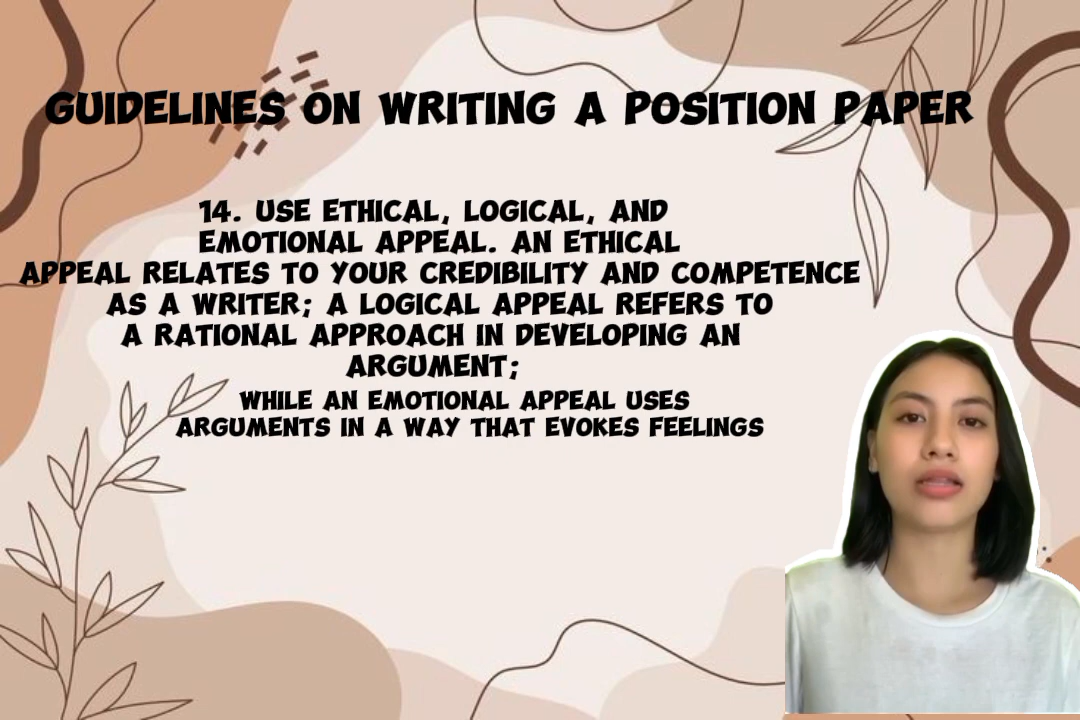 GUIDELINES ON WRITING A POSITION PAPER
14. USE ETHICAL, LOGICAL, AND
EMOTIONAL APPEAL. AN ETHICAL
APPEAL RELATES TO YOUR CREDIBILITY AND COMPETENCE
AS A WRITER; A LOGICAL APPEAL REFERS TO
A RATIONAL APPROACH IN DEVELOPING AN
ARGUMENT;
WHILE AN EMOTIONAL APPEAL USES
ARGUMENTS IN A WAY THAT EVOKES FEELINGS